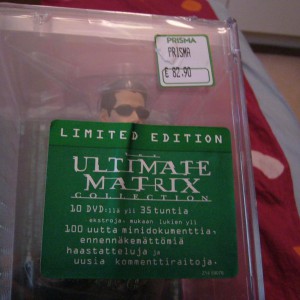 PRISMA
PRISMA
€ 82.90
LIMITED EDITION
THE
ULTIMATE
MATRIX
COLLECTION
10 DVD:llä yli 35 tuntia
ekstroja, mukaan lukien yli
100 uutta minidokumenttia,
ennennäkemättömiä
haastatteluja ja
uusia kommenttiraitoja.